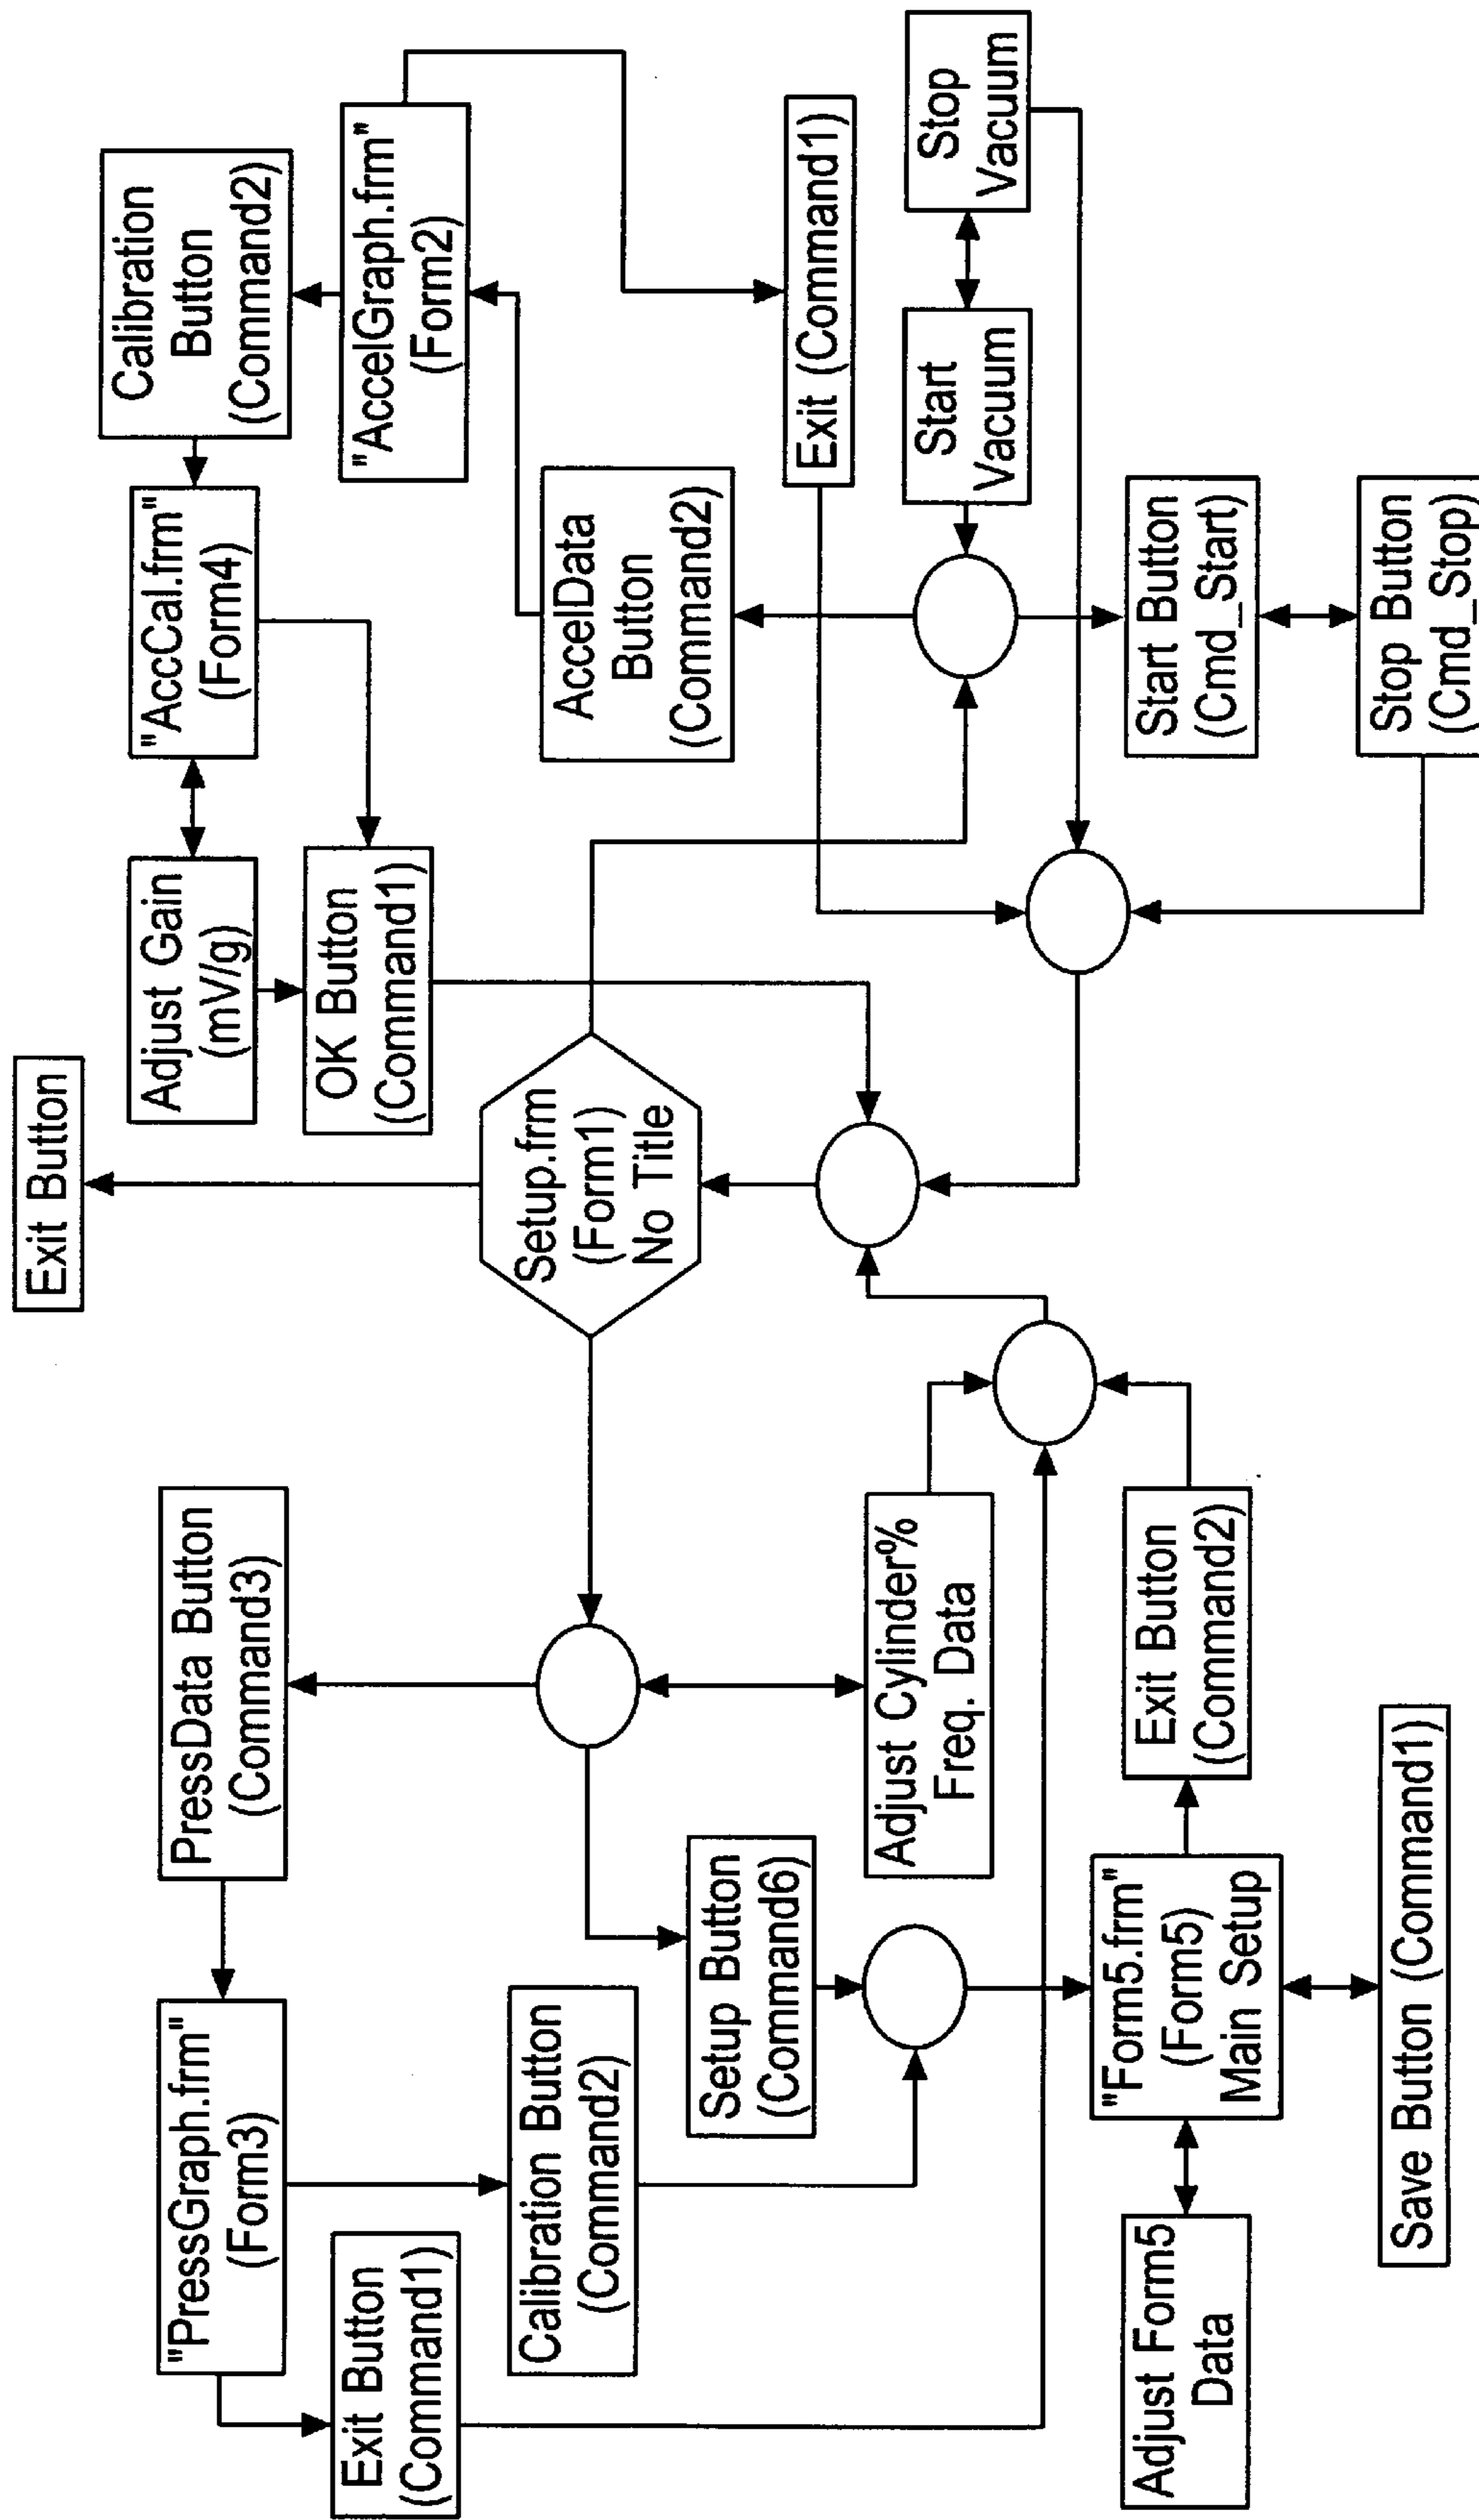 Exit Button
"PressGraph.frm"
(Form3)
PressData Button
(Command3)
Adjust Gain
(mV/g)
"AccCal.frm"
(Form4)
Calibration
Button
(Command2)
Exit Button
(Command1)
OK Button
(Command1)
"AccelGraph.frm"
(Form2)
Calibration Button
(Command2)
Setup.frm
(Form1)
No Title
AccelData
Button
(Command2)
Setup Button
(Command6)
Exit (Command1)
Adjust Cylinder%
Freq. Data
Start
Vacuum
Stop
Vacuum
Adjust Form5
Data
"Form5.frm"
(Form5)
Main Setup
Exit Button
(Command2)
Start Button
(Cmd_Start)
Save Button (Command1)
Stop Button
(Cmd_Stop)